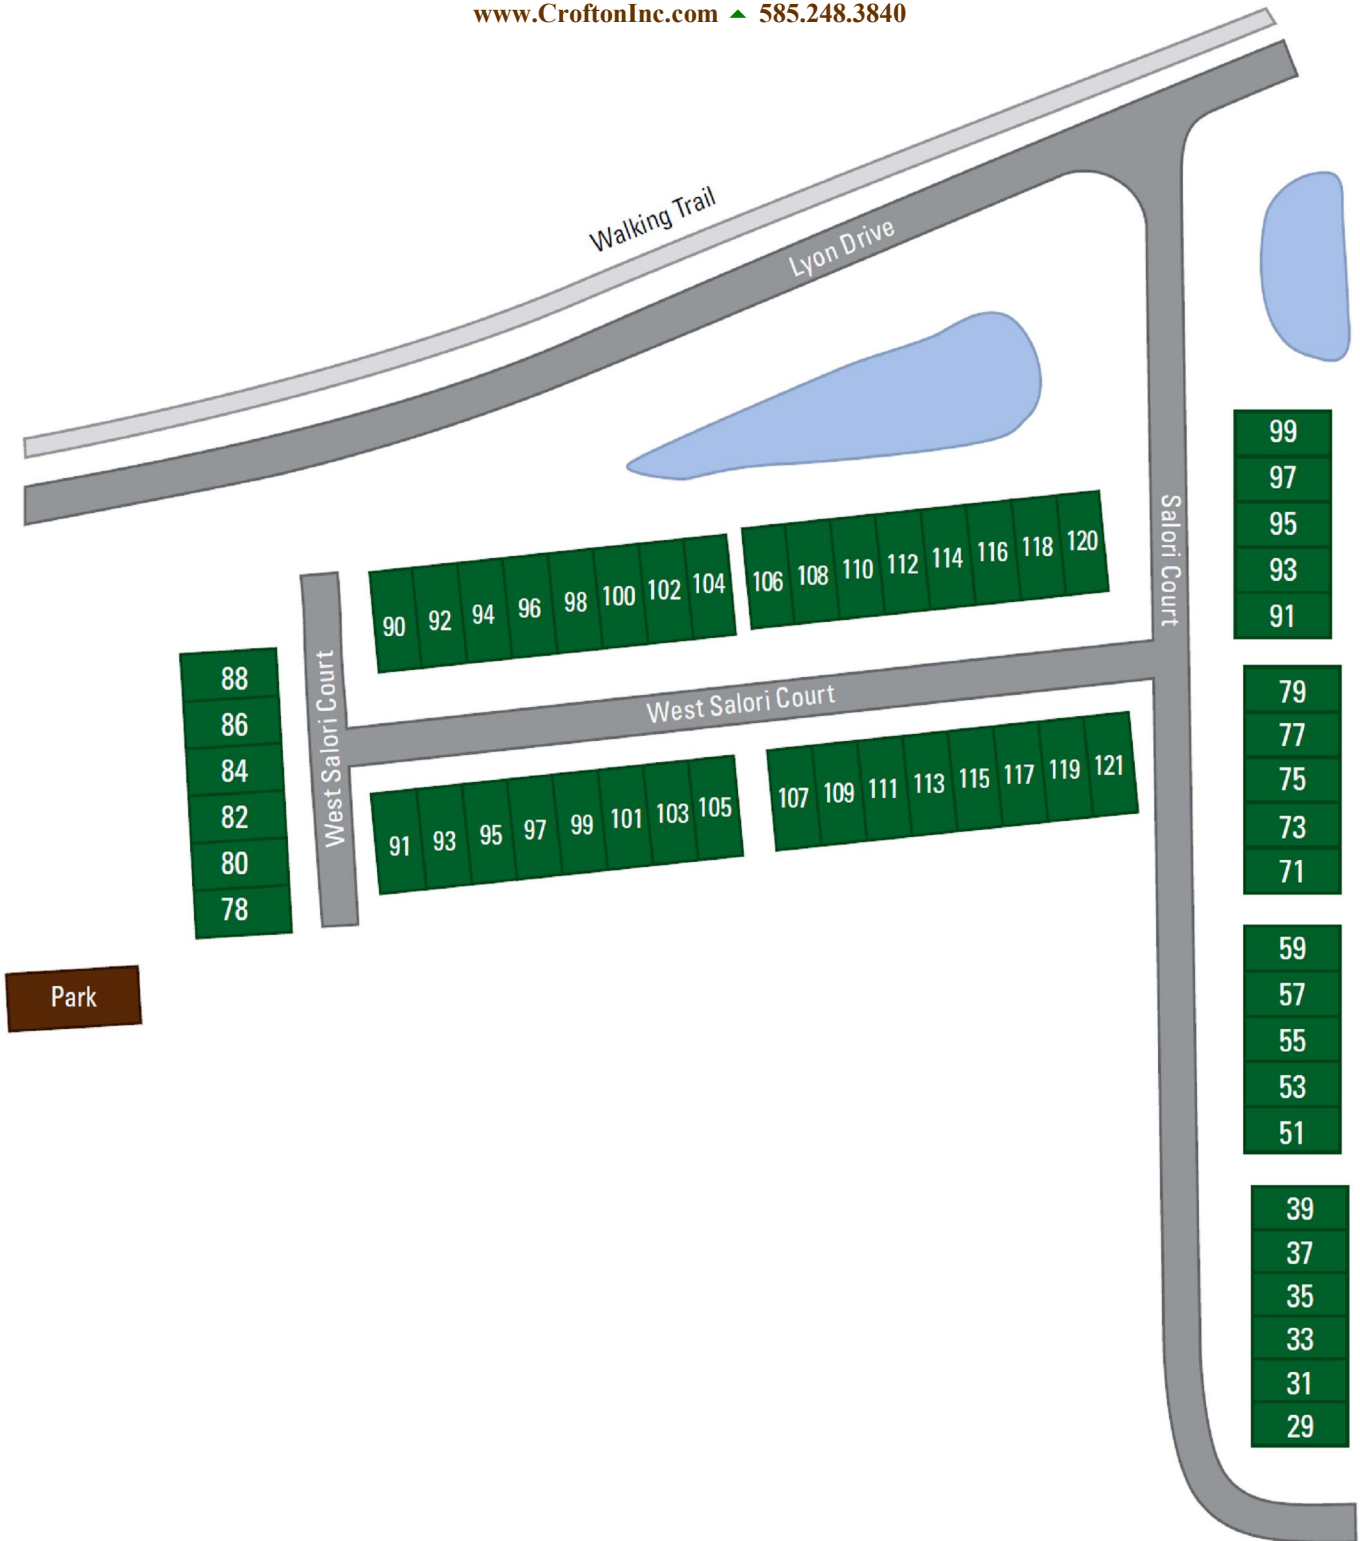 www.CroftonInc.com ▲ 585.248.3840
Walking Trail
Lyon Drive
99
97
95
93
91
Salori Court
90 92 94 96 98 100 102 104
106 108 110 112 114 116 118 120
88
86
84
82
80
78
West Salori Court
West Salori Court
79
77
75
73
71
91 93 95 97 99 101 103 105
107 109 111 113 115 117 119 121
59
57
55
53
51
Park
39
37
35
33
31
29